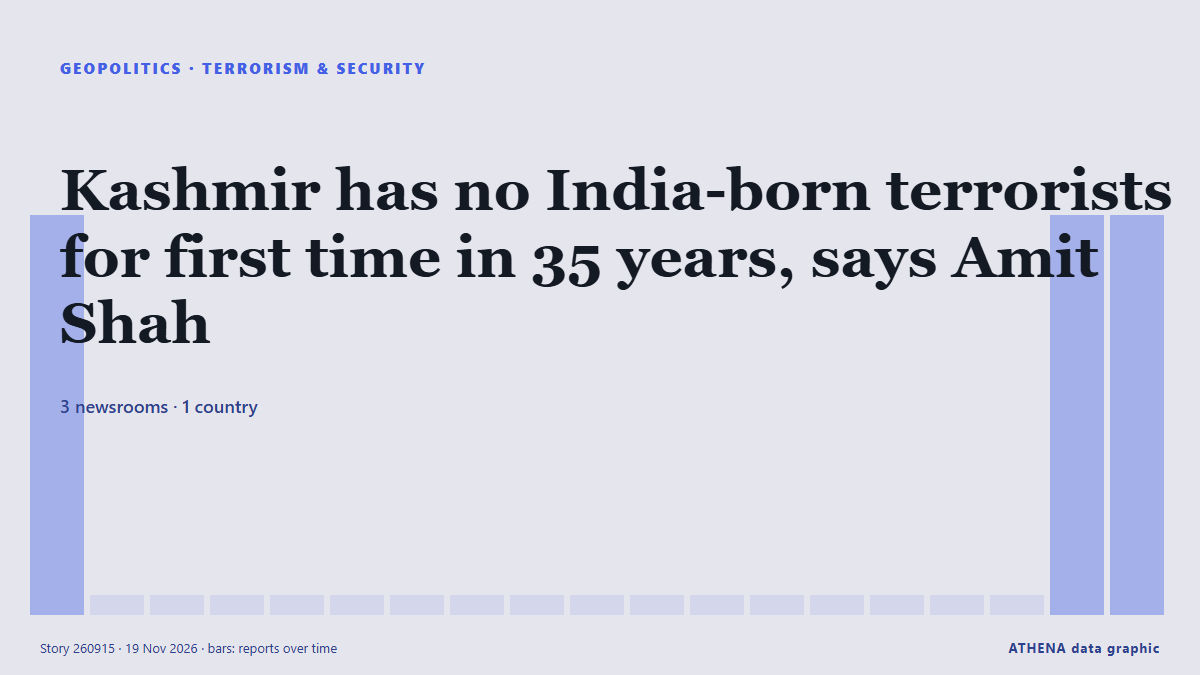 GEOPOLITICS · TERRORISM & SECURITY
Kashmir has no India-born terrorists
for first time in 35 years, says Amit
Shah
3 newsrooms · 1 country
Story 260915 · 19 Nov 2026 · bars: reports over time
ATHENA data graphic